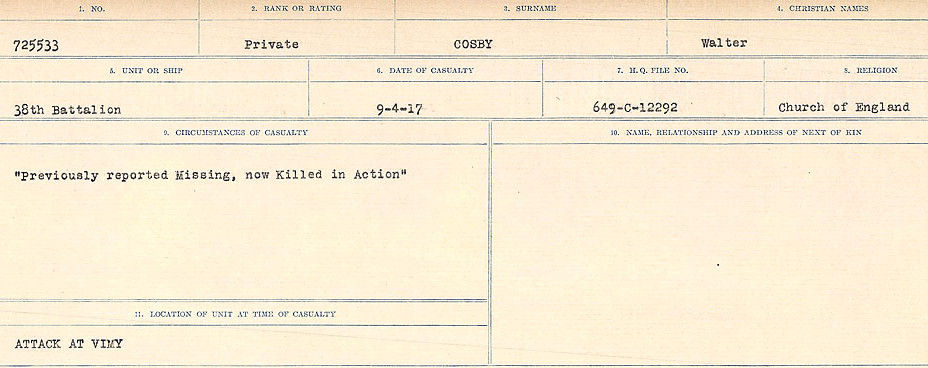 1. NO. 2. RANK OR RATING 3. SURNAME 4. CHRISTIAN NAMES
725533 Private COSBY Walter
5. UNIT OR SHIP 6. DATE OF CASUALTY 7. H.Q. FILE NO. 8. RELIGION
38th Battalion 9-4-17 649-C-12292 Church of England
9. CIRCUMSTANCES OF CASUALTY 10. NAME, RELATIONSHIP AND ADDRESS OF NEXT OF KIN
"Previously reported Missing, now Killed in Action"
11. LOCATION OF UNIT AT TIME OF CASUALTY
ATTACK AT VIMY